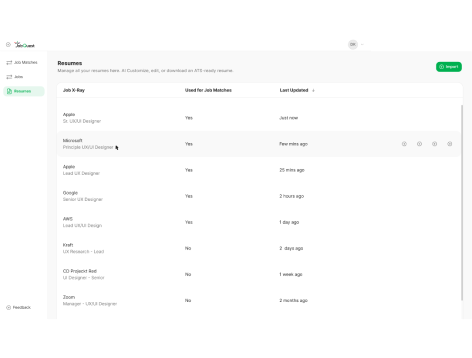 JobQuest
Job Matches
Jobs
Resumes
Resumes
Manage all your resumes here. AI Customize, edit, or download an ATS ready resume.
Import
Job X-Ray Used for Job Matches Last Updated ↓
Apple
Sr. UX/UI Designer Yes Just now
Microsoft
Principle UX/UI Designer Yes Few mins ago
Apple
Lead UX Designer Yes 25 mins ago
Google
Senior UX Designer Yes 2 hours ago
AWS
Lead UX/UI Design Yes 1 day ago
Kraft
UX Research - Lead No 2 days ago
CD Projeckt Red
UI Designer - Senior No 1 week ago
Zoom
Manager - UX/UI Designer No 2 months ago
Feedback